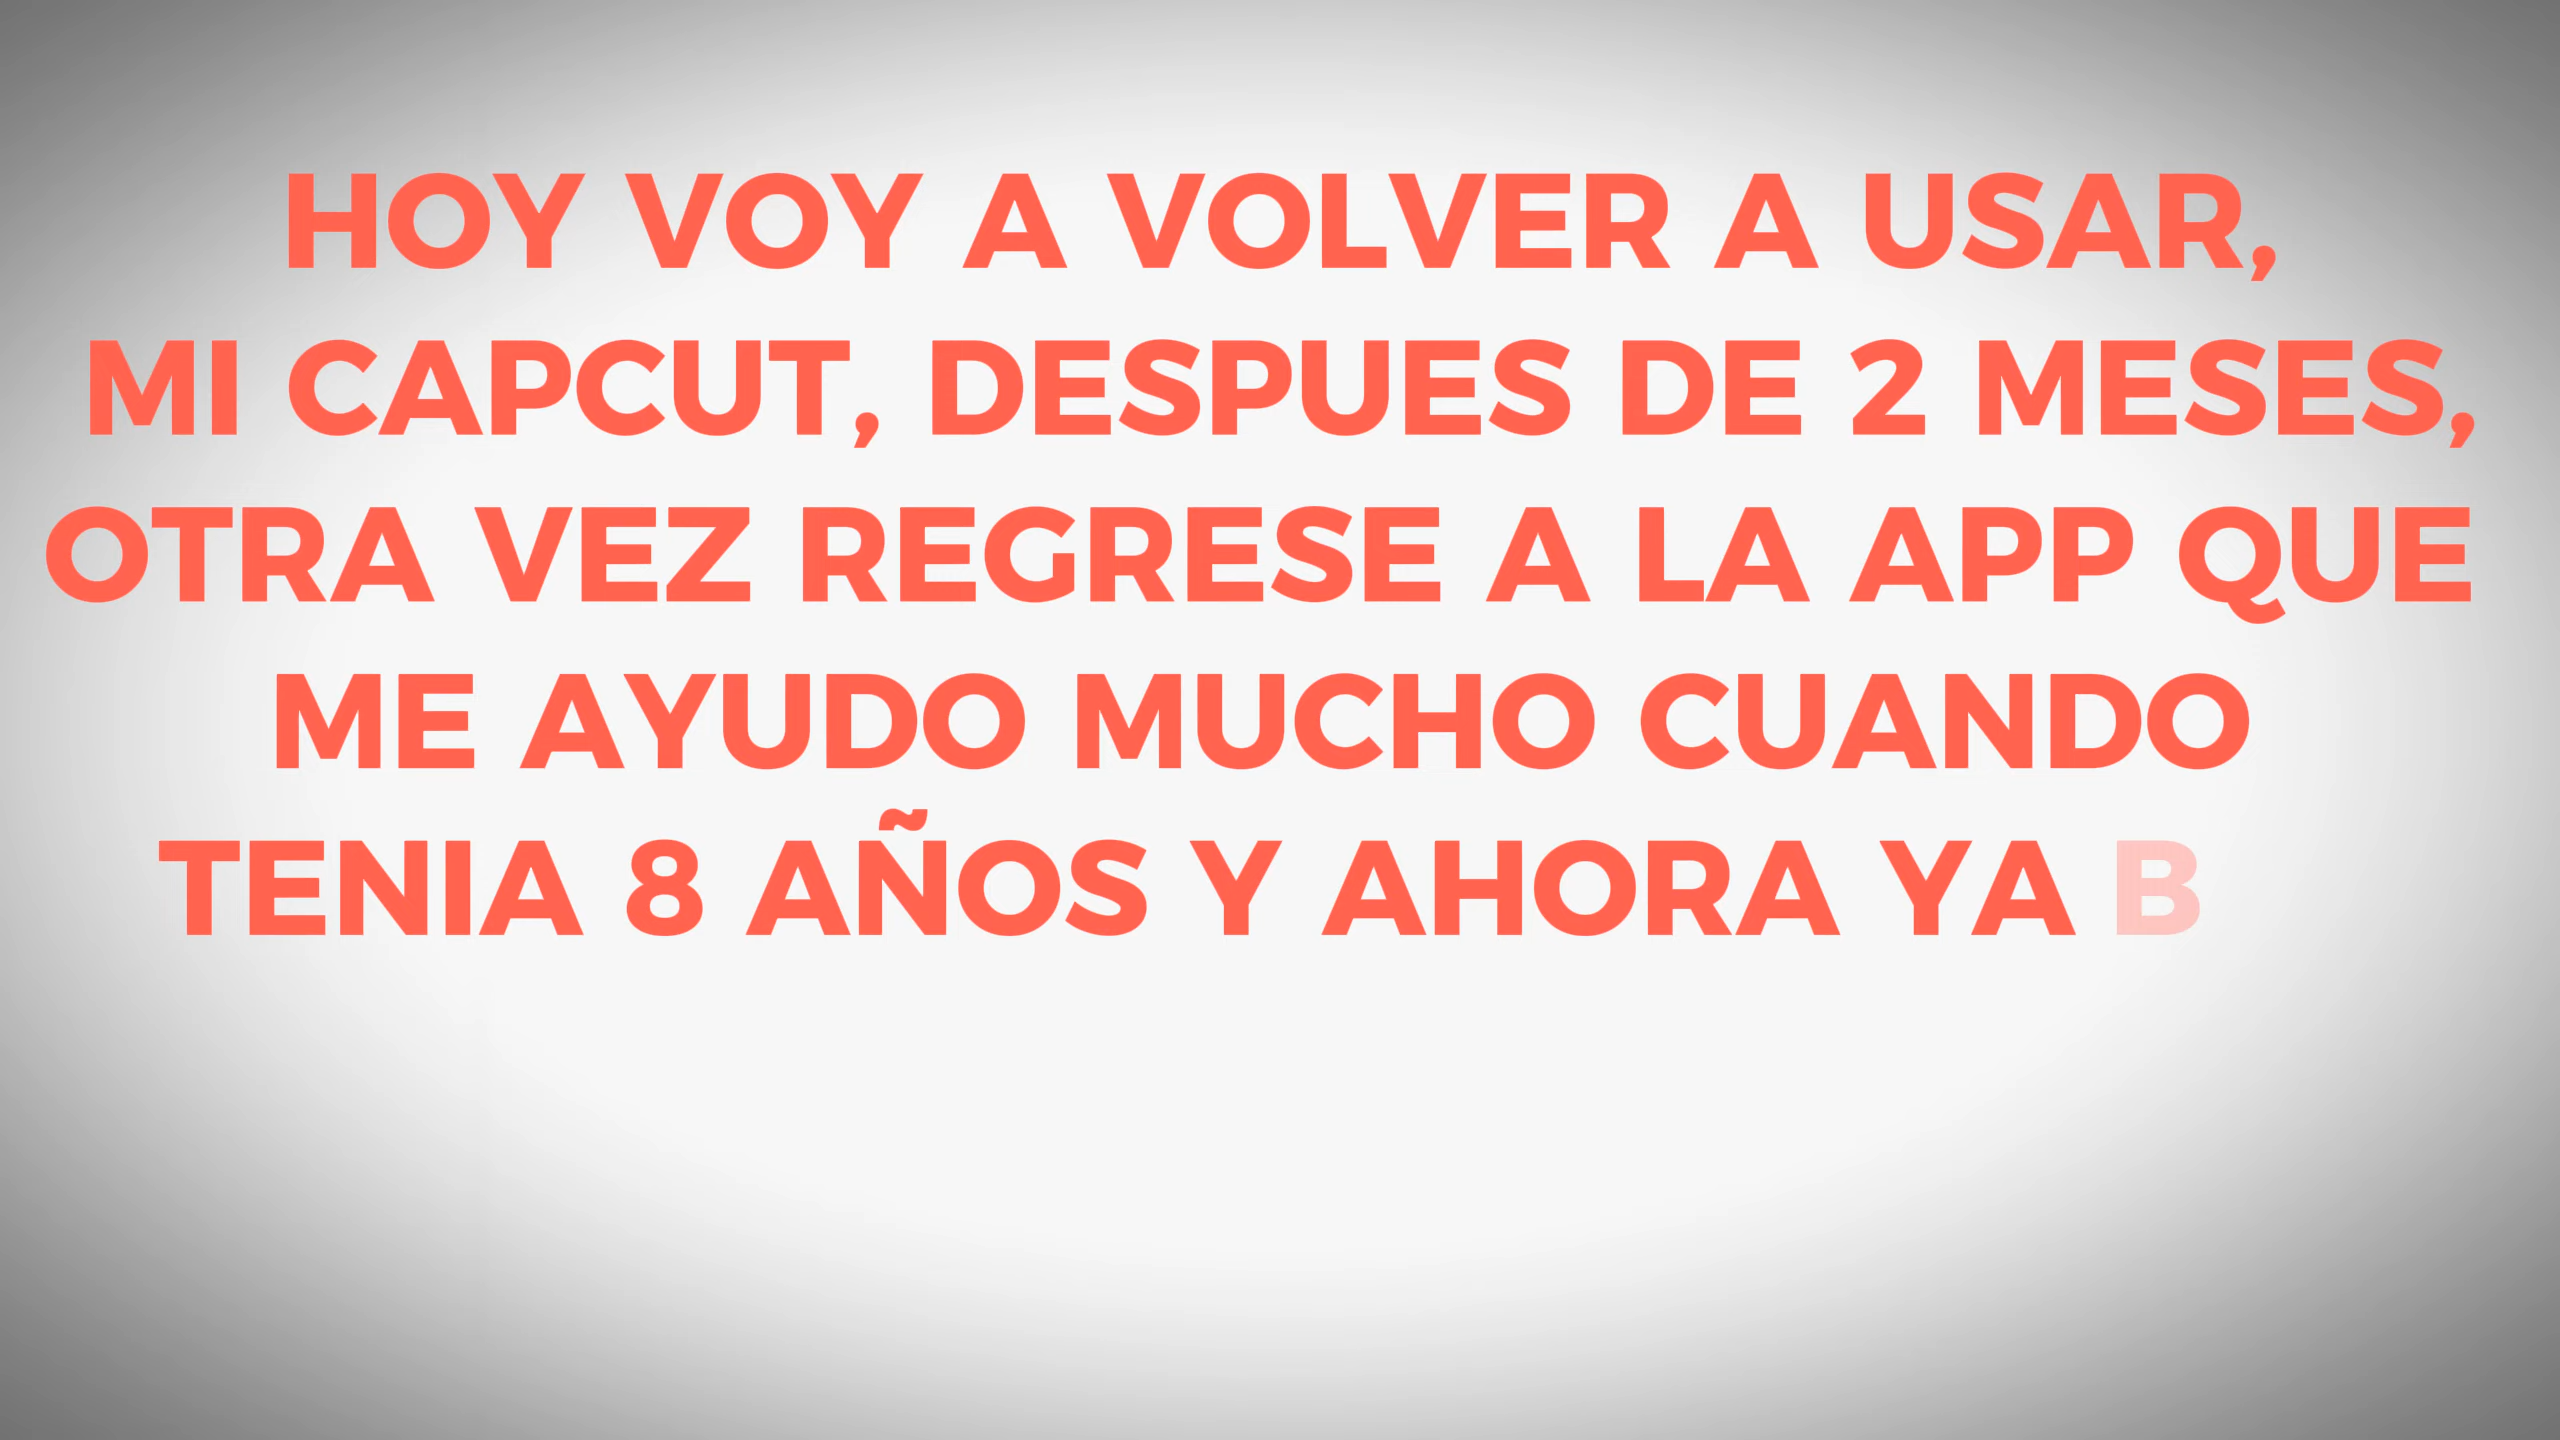 HOY VOY A VOLVER A USAR,
MI CAPCUT, DESPUES DE 2 MESES,
OTRA VEZ REGRESE A LA APP QUE
ME AYUDO MUCHO CUANDO
TENIA 8 AÑOS Y AHORA YA B